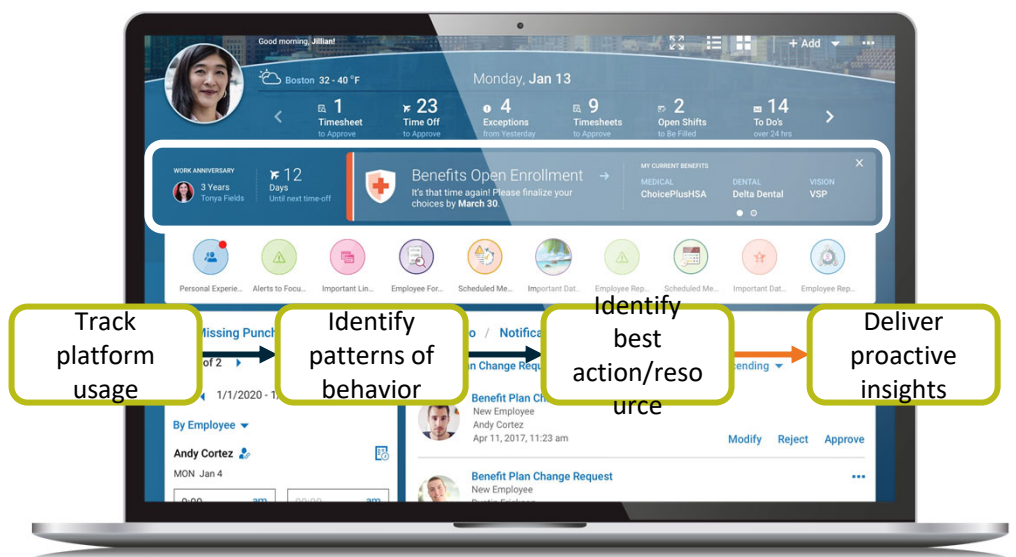 Good morning, Jillian!
+ Add
Boston 32 - 40 °F
Monday, Jan 13
1
Timesheet
to Approve
23
Time Off
to Approve
4
Exceptions
from Yesterday
9
Timesheets
to Approve
2
Open Shifts
to Be Filled
14
To Do's
over 24 hrs
WORK ANNIVERSARY
3 Years
Tonya Fields
12
Days
Until next time-off
Benefits Open Enrollment →
It's that time again! Please finalize your
choices by March 30.
MY CURRENT BENEFITS
MEDICAL
ChoicePlusHSA
DENTAL
Delta Dental
VISION
VSP
X
Personal Experie...
Alerts to Focu...
Important Lin...
Employee For...
Scheduled Me...
Important Dat...
Employee Rep...
Scheduled Me...
Important Dat...
Employee Rep...
Track
platform
usage
Identify
patterns of
behavior
Identify
best
action/reso
urce
Deliver
proactive
insights
Missing Punch
of 2
1/1/2020 - 1/
By Employee
Andy Cortez
MON Jan 4
am
am
/ Notifica
n Change Requ
cending
Benefit Plan Ch
New Employee
Andy Cortez
Apr 11, 2017, 11:23 am
Modify Reject Approve
Benefit Plan Change Request
New Employee